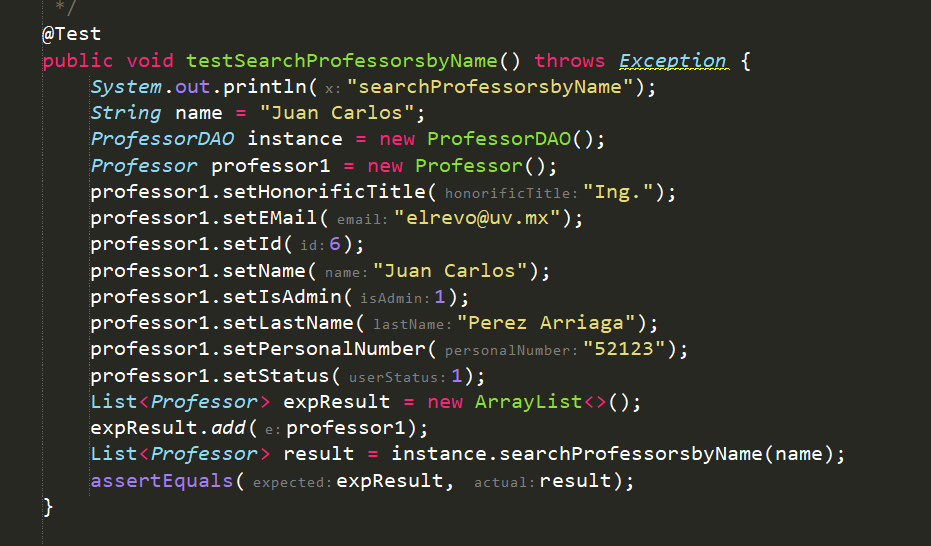 */
@Test
public void testSearchProfessorsbyName() throws Exception {
System.out.println( x: "searchProfessorsbyName");
String name = "Juan Carlos";
ProfessorDAO instance = new ProfessorDAO();
Professor professor1 = new Professor();
professor1.setHonorificTitle( honorificTitle: "Ing.");
professor1.setEMail( email: "elrevo@uv.mx");
professor1.setId( id: 6);
professor1.setName( name: "Juan Carlos");
professor1.setIsAdmin( isAdmin: 1);
professor1.setLastName( lastName: "Perez Arriaga");
professor1.setPersonalNumber( personalNumber: "52123");
professor1.setStatus( userStatus: 1);
List<Professor> expResult = new ArrayList<>();
expResult.add( e: professor1);
List<Professor> result = instance.searchProfessorsbyName(name);
assertEquals( expected: expResult, actual: result);
}